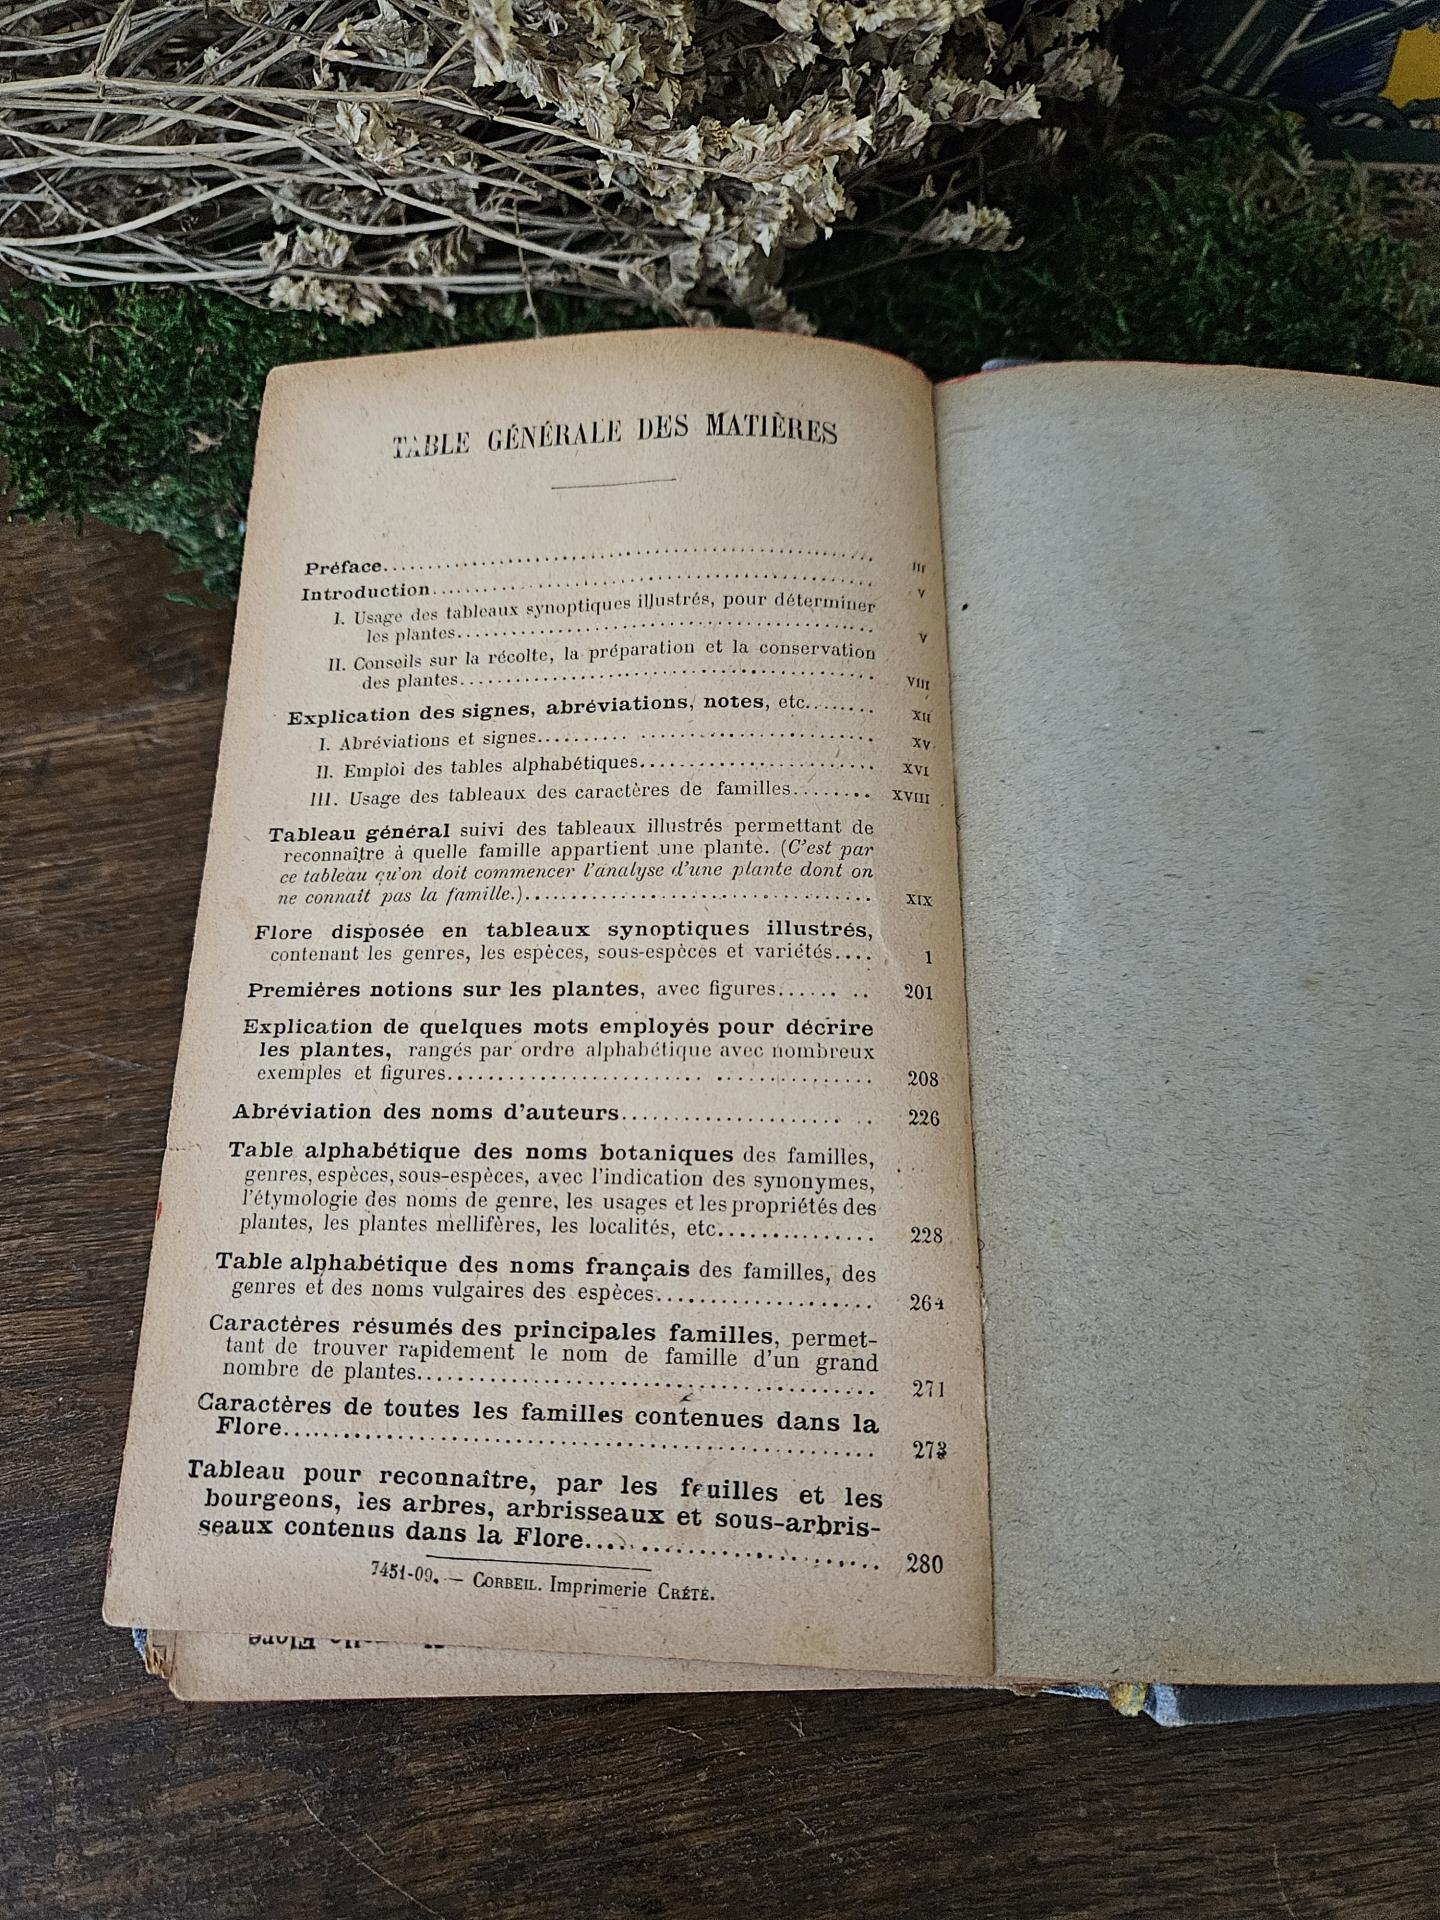 TABLE GÉNÉRALE DES MATIÈRES
Préface........................................ III
Introduction........................................ V
I. Usage des tableaux synoptiques illustrés, pour déterminer
les plantes........................................ V
II. Conseils sur la récolte, la préparation et la conservation
des plantes........................................ VIII
Explication des signes, abréviations, notes, etc........ XII
I. Abréviations et signes.............................. XV
II. Emploi des tables alphabétiques........................ XVI
III. Usage des tableaux des caractères de familles........ XVIII
Tableau général suivi des tableaux illustrés permettant de
reconnaître à quelle famille appartient une plante. (C'est par
ce tableau qu'on doit commencer l'analyse d'une plante dont on
ne connait pas la famille.)................................ XIX
Flore disposée en tableaux synoptiques illustrés,
contenant les genres, les espèces, sous-espèces et variétés.... 1
Premières notions sur les plantes, avec figures...... .. 201
Explication de quelques mots employés pour décrire
les plantes, rangés par ordre alphabétique avec nombreux
exemples et figures........................................ 208
Abréviation des noms d'auteurs.................... .. 226
Table alphabétique des noms botaniques des familles,
genres, espèces, sous-espèces, avec l'indication des synonymes,
l'étymologie des noms de genre, les usages et les propriétés des
plantes, les plantes mellifères, les localités, etc............... 228
Table alphabétique des noms français des familles, des
genres et des noms vulgaires des espèces.................... 264
Caractères résumés des principales familles, permet-
tant de trouver rapidement le nom de famille d'un grand
nombre de plantes........................................ 271
Caractères de toutes les familles contenues dans la
Flore........................................ 273
Tableau pour reconnaître, par les feuilles et les
bourgeons, les arbres, arbrisseaux et sous-arbris-
seaux contenus dans la Flore............................ 280
7451-09. — CORBEIL. Imprimerie CRÉTÉ.
Flore